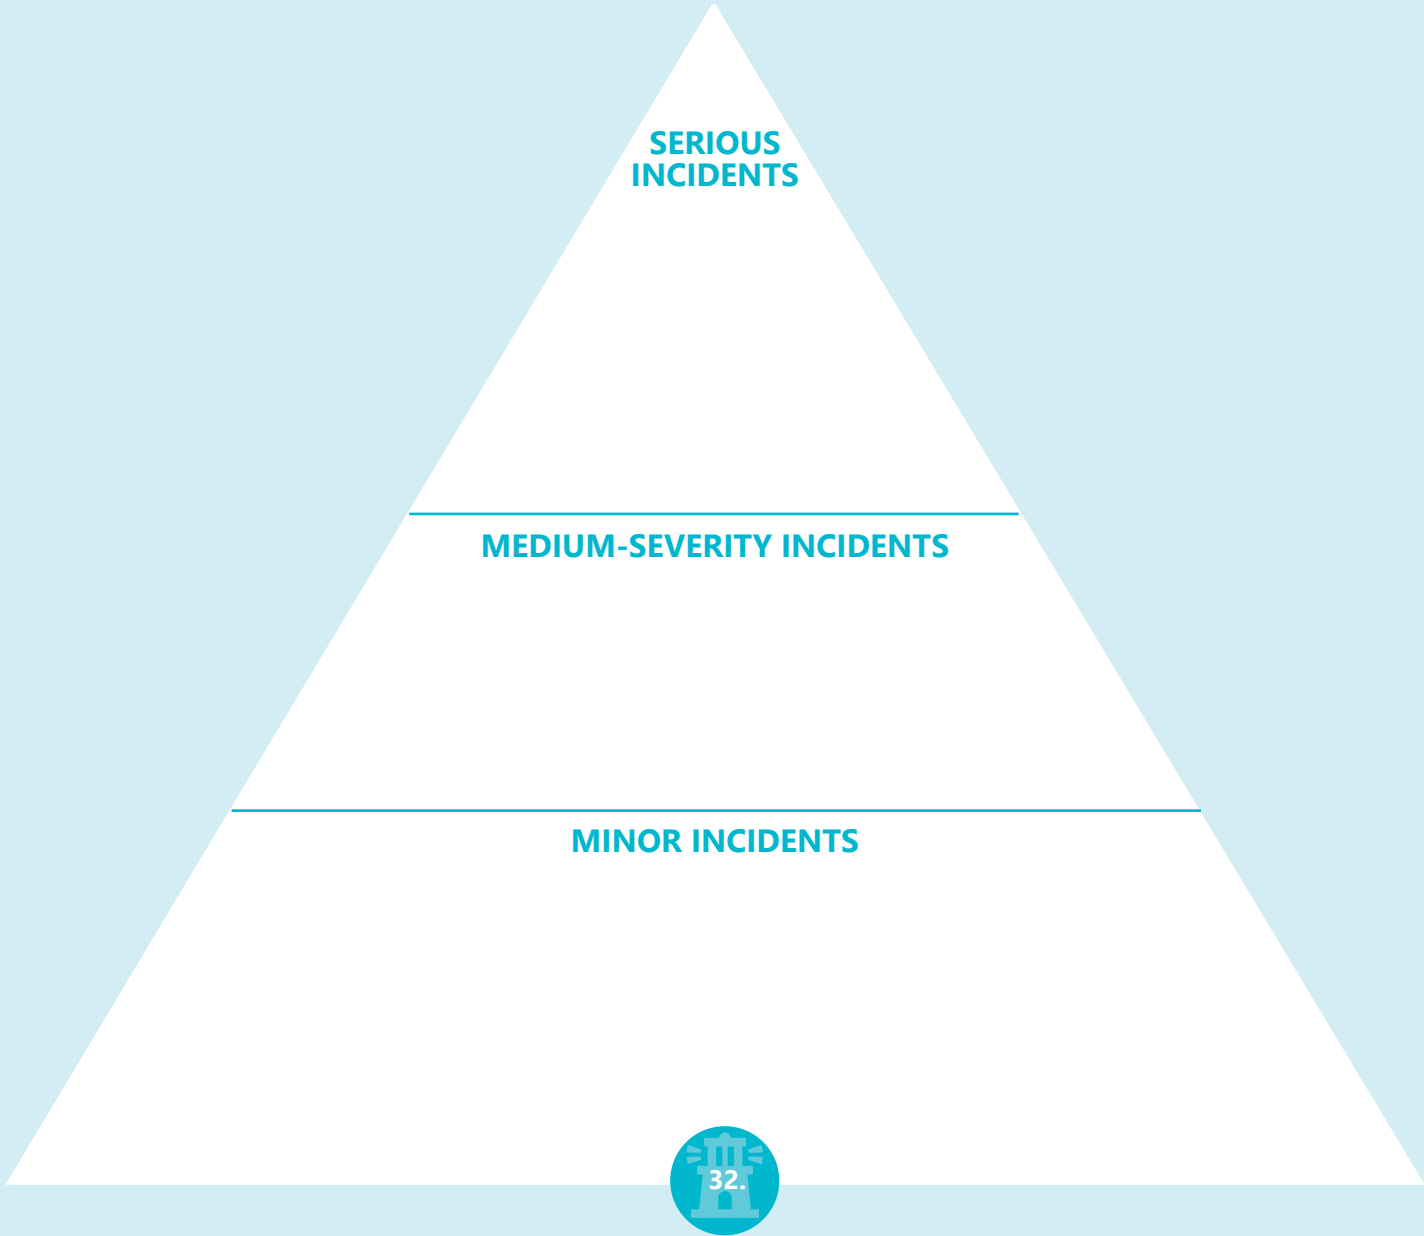 SERIOUS
INCIDENTS
MEDIUM-SEVERITY INCIDENTS
MINOR INCIDENTS
32.